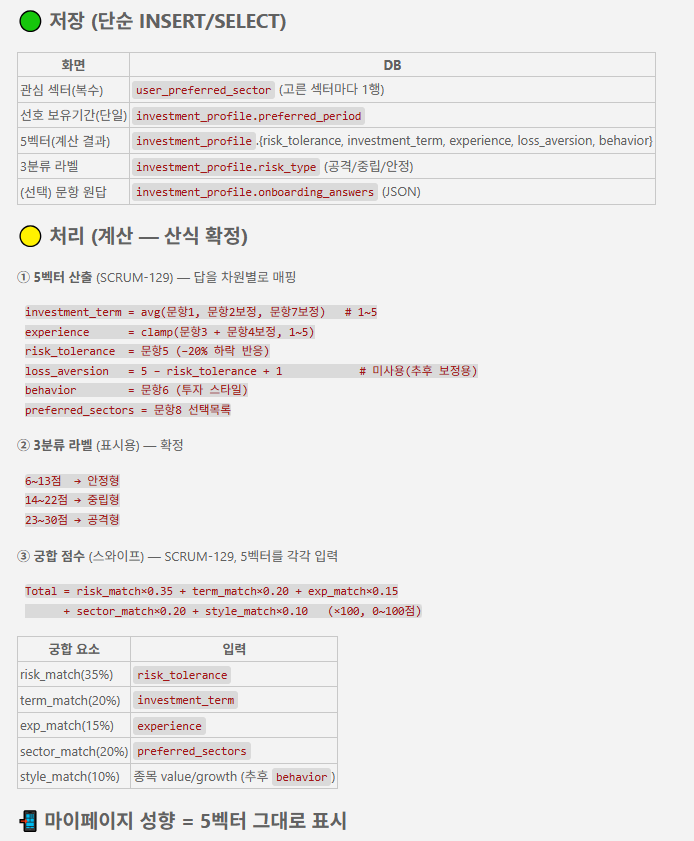 저장 (단순 INSERT/SELECT)
화면 DB
관심 섹터(복수) user_preferred_sector (고른 섹터마다 1행)
선호 보유기간(단일) investment_profile.preferred_period
5벡터(계산 결과) investment_profile.{risk_tolerance, investment_term, experience, loss_aversion, behavior}
3분류 라벨 investment_profile.risk_type (공격/중립/안정)
(선택) 문항 원답 investment_profile.onboarding_answers (JSON)
처리 (계산 — 산식 확정)
① 5벡터 산출 (SCRUM-129) — 답을 차원별로 매핑
investment_term = avg(문항1, 문항2보정, 문항7보정) # 1~5
experience = clamp(문항3 + 문항4보정, 1~5)
risk_tolerance = 문항5 (−20% 하락 반응)
loss_aversion = 5 − risk_tolerance + 1 # 미사용(추후 보정용)
behavior = 문항6 (투자 스타일)
preferred_sectors = 문항8 선택목록
② 3분류 라벨 (표시용) — 확정
6~13점 → 안정형
14~22점 → 중립형
23~30점 → 공격형
③ 궁합 점수 (스와이프) — SCRUM-129, 5벡터를 각각 입력
Total = risk_match×0.35 + term_match×0.20 + exp_match×0.15
+ sector_match×0.20 + style_match×0.10 (×100, 0~100점)
궁합 요소 입력
risk_match(35%) risk_tolerance
term_match(20%) investment_term
exp_match(15%) experience
sector_match(20%) preferred_sectors
style_match(10%) 종목 value/growth (추후 behavior)
마이페이지 성향 = 5벡터 그대로 표시